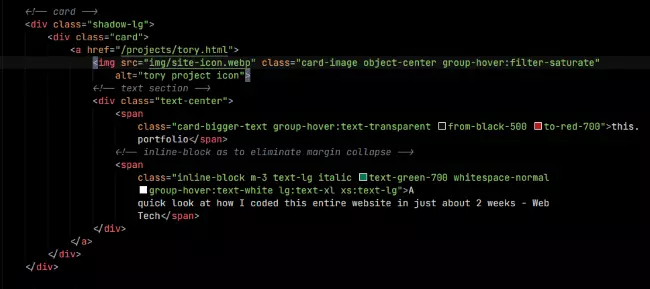 <!-- card -->
<div class="shadow-lg">
<div class="card">
<a href="/projects/tory.html">
<img src="img/site-icon.webp" class="card-image object-center group-hover:filter-saturate"
alt="tory project icon">
<!-- text section -->
<div class="text-center">
<span
class="card-bigger-text group-hover:text-transparent from-black-500 to-red-700">this.
portfolio</span>
<!-- inline-block as to eliminate margin collapse -->
<span
class="inline-block m-3 text-lg italic text-green-700 whitespace-normal
group-hover:text-white lg:text-xl xs:text-lg">A
quick look at how I coded this entire website in just about 2 weeks - Web
Tech</span>
</div>
</a>
</div>
</div>